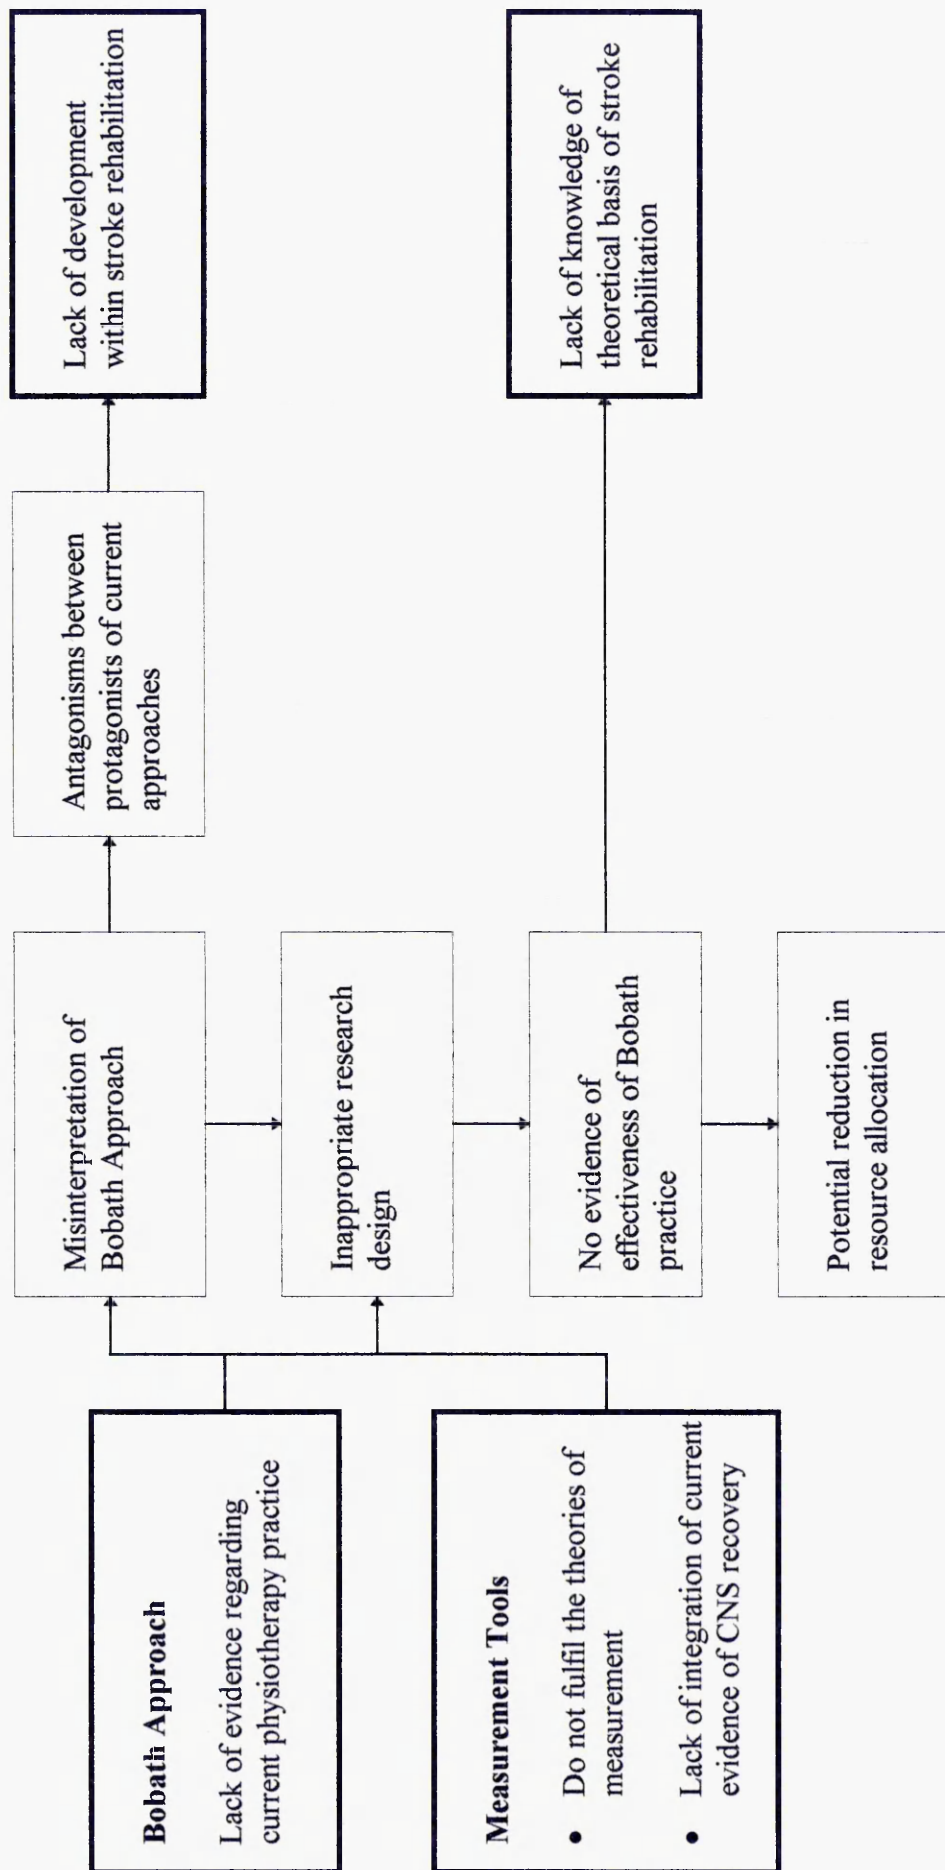 Bobath Approach
Lack of evidence regarding
current physiotherapy practice
Measurement Tools
• Do not fulfil the theories of
measurement
• Lack of integration of current
evidence of CNS recovery
Misinterpretation of
Bobath Approach
Inappropriate research
design
No evidence of
effectiveness of Bobath
practice
Potential reduction in
resource allocation
Antagonisms between
protagonists of current
approaches
Lack of development
within stroke rehabilitation
Lack of knowledge of
theoretical basis of stroke
rehabilitation